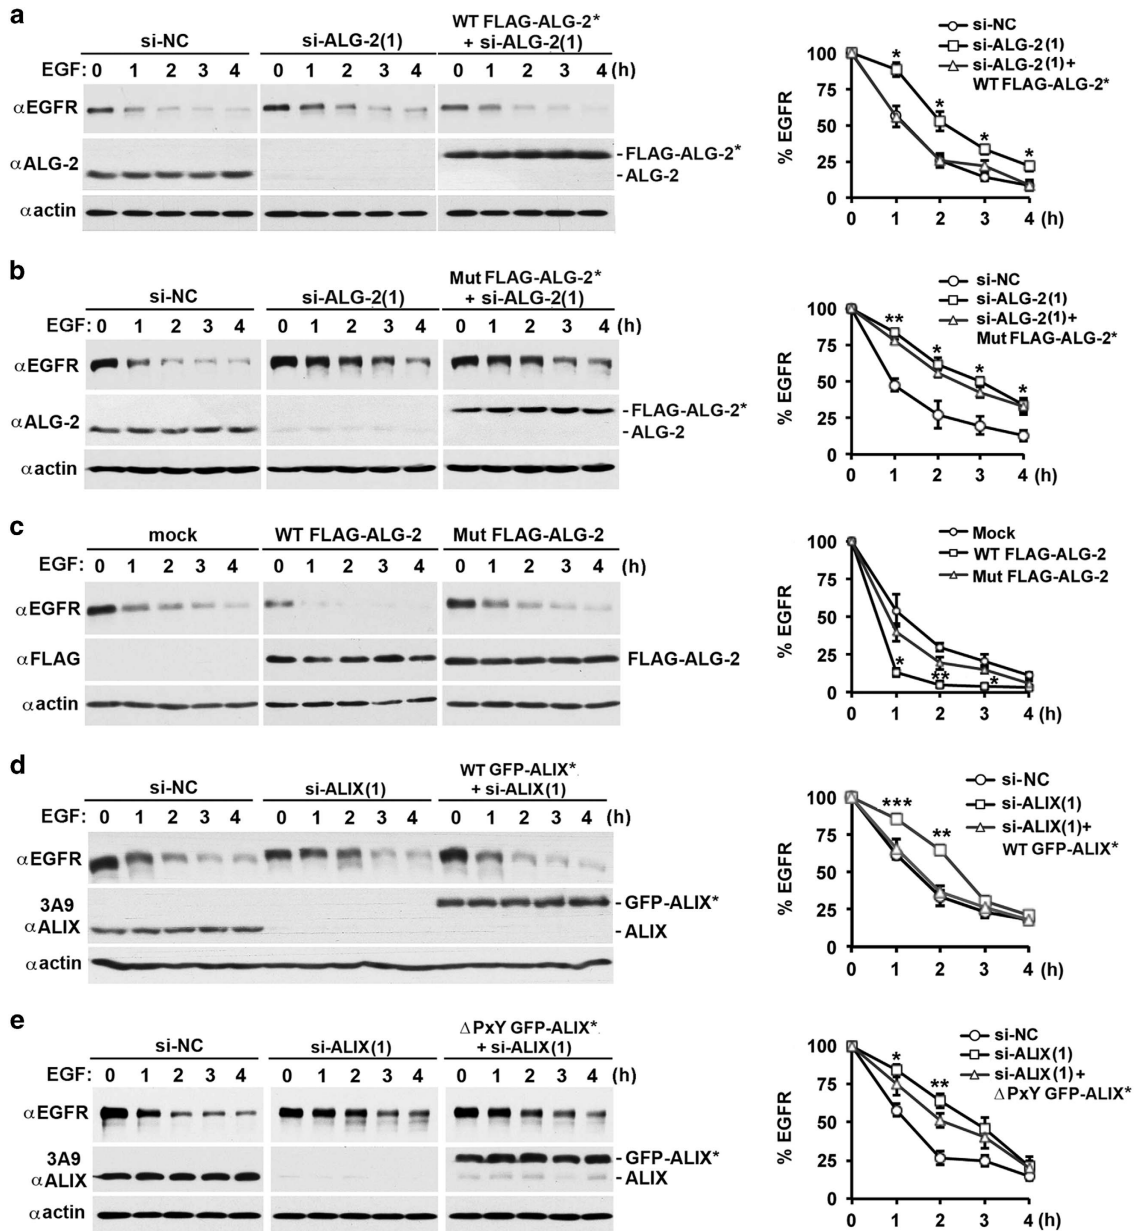 a
si-NC
si-ALG-2(1)
WT FLAG-ALG-2*
+ si-ALG-2(1)
EGF: 0 1 2 3 4 0 1 2 3 4 0 1 2 3 4 (h)
αEGFR
αALG-2
-FLAG-ALG-2*
-ALG-2
αactin
si-NC
si-ALG-2(1)
si-ALG-2(1)+
WT FLAG-ALG-2*
% EGFR
100
75
50
25
0
* * * *
0 1 2 3 4 (h)
b
si-NC
si-ALG-2(1)
Mut FLAG-ALG-2*
+ si-ALG-2(1)
EGF: 0 1 2 3 4 0 1 2 3 4 0 1 2 3 4 (h)
αEGFR
αALG-2
-FLAG-ALG-2*
-ALG-2
αactin
si-NC
si-ALG-2(1)
si-ALG-2(1)+
Mut FLAG-ALG-2*
% EGFR
100
75
50
25
0
** * * *
0 1 2 3 4 (h)
c
mock
WT FLAG-ALG-2
Mut FLAG-ALG-2
EGF: 0 1 2 3 4 0 1 2 3 4 0 1 2 3 4 (h)
αEGFR
αFLAG
FLAG-ALG-2
αactin
Mock
WT FLAG-ALG-2
Mut FLAG-ALG-2
% EGFR
100
75
50
25
0
* ** *
0 1 2 3 4 (h)
d
si-NC
si-ALIX(1)
WT GFP-ALIX*
+ si-ALIX(1)
EGF: 0 1 2 3 4 0 1 2 3 4 0 1 2 3 4 (h)
αEGFR
3A9
αALIX
-GFP-ALIX*
-ALIX
αactin
si-NC
si-ALIX(1)
si-ALIX(1)+
WT GFP-ALIX*
% EGFR
100
75
50
25
0
*** **
0 1 2 3 4 (h)
e
si-NC
si-ALIX(1)
ΔPxY GFP-ALIX*
+ si-ALIX(1)
EGF: 0 1 2 3 4 0 1 2 3 4 0 1 2 3 4 (h)
αEGFR
3A9
αALIX
-GFP-ALIX*
-ALIX
αactin
si-NC
si-ALIX(1)
si-ALIX(1)+
ΔPxY GFP-ALIX*
% EGFR
100
75
50
25
0
* **
0 1 2 3 4 (h)